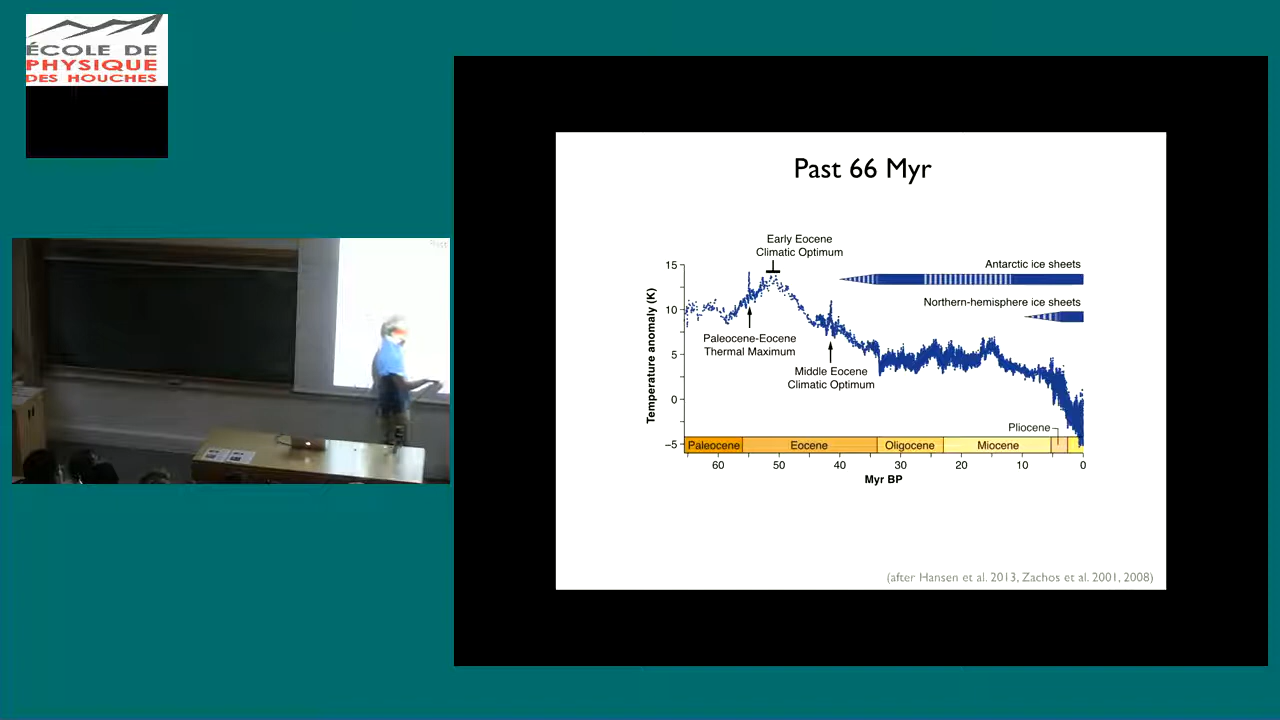 ÉCOLE DE
PHYSIQUE
DES HOUCHES
Past 66 Myr
Early Eocene
Climatic Optimum
Antarctic ice sheets
Northern-hemisphere ice sheets
Paleocene-Eocene
Thermal Maximum
Middle Eocene
Climatic Optimum
Temperature anomaly (K)
15
10
5
0
−5
Pliocene
Paleocene Eocene Oligocene Miocene
60 50 40 30 20 10 0
Myr BP
(after Hansen et al. 2013, Zachos et al. 2001, 2008)